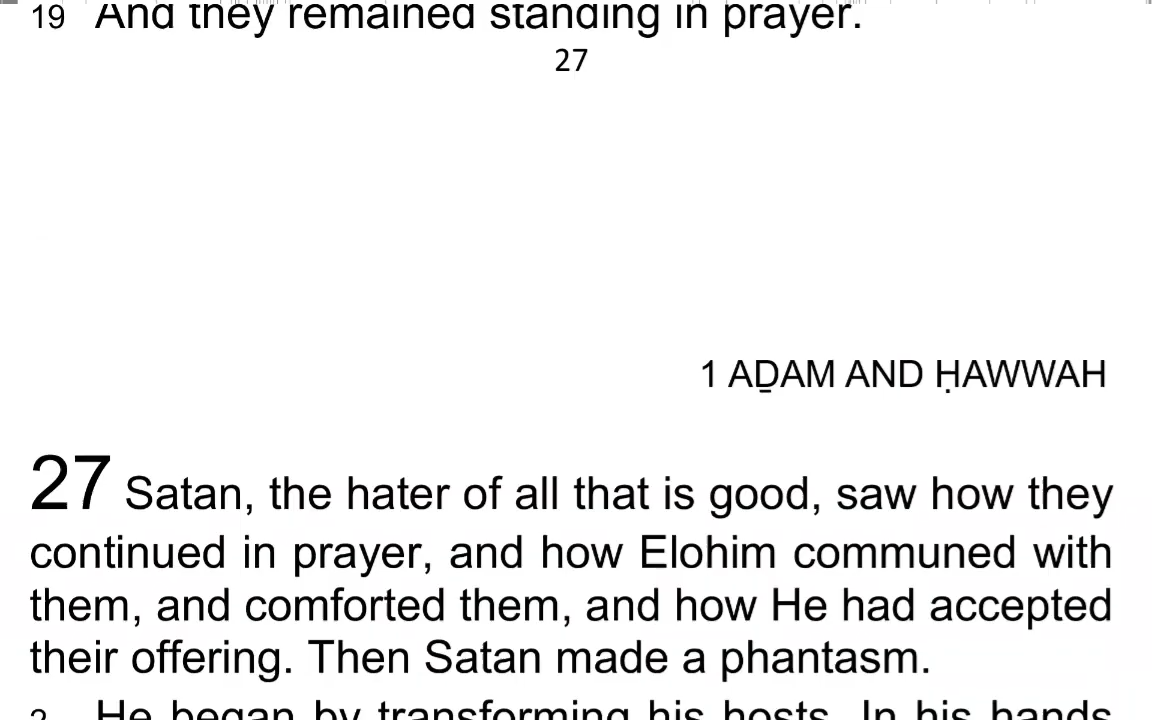 19 And they remained standing in prayer.
27
1 AḎAM AND ḤAWWAH
27 Satan, the hater of all that is good, saw how they
continued in prayer, and how Elohim communed with
them, and comforted them, and how He had accepted
their offering. Then Satan made a phantasm.
2 He began by transforming his hosts. In his hands